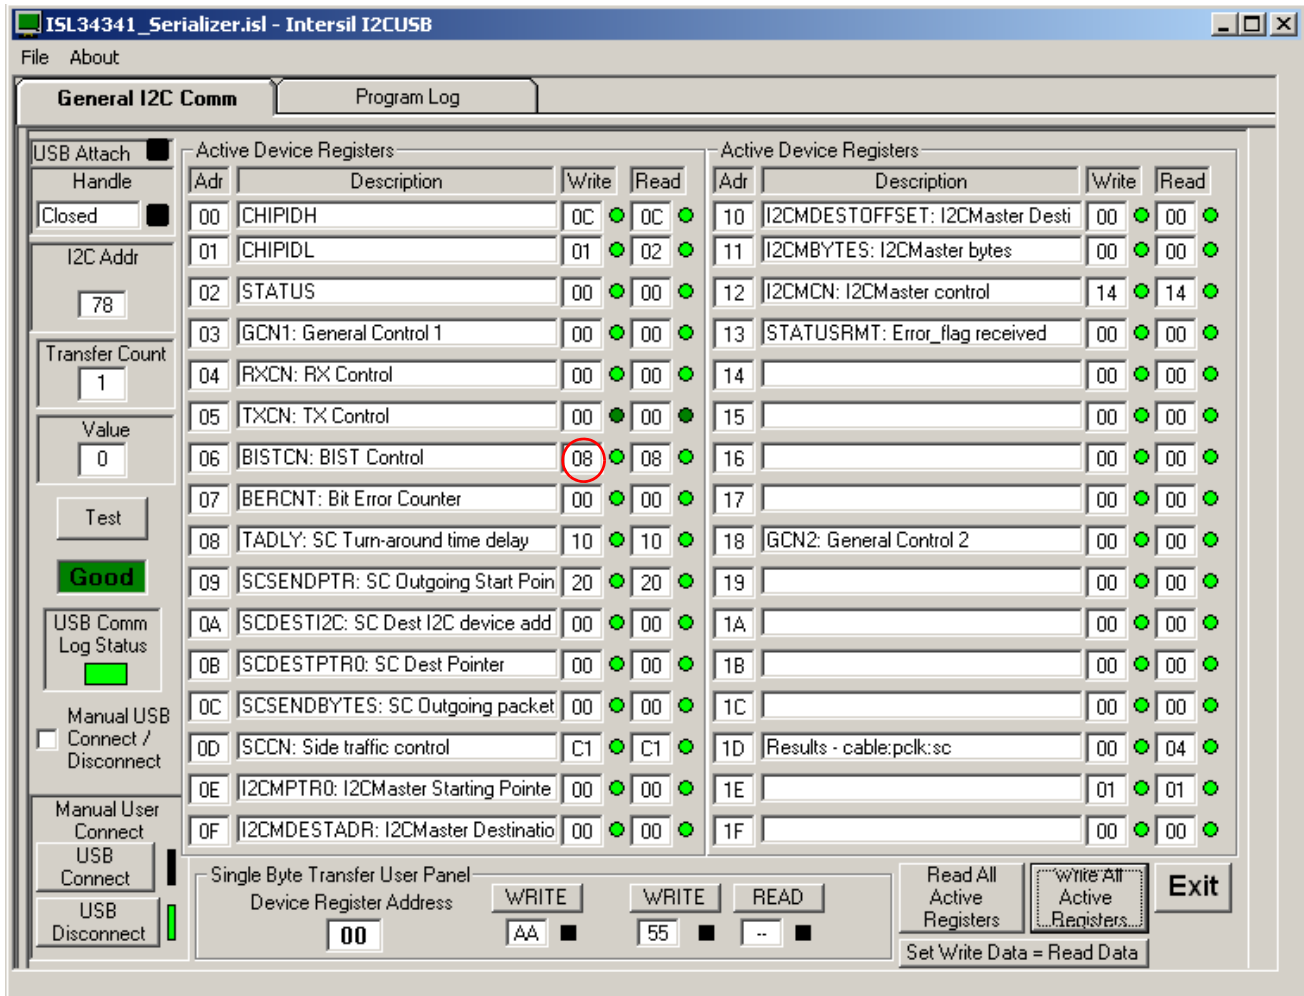 ISL34341_Serializer.isl - Intersil I2CUSB
File About
General I2C Comm Program Log
USB Attach
Handle
Closed
I2C Addr
78
Transfer Count
1
Value
0
Test
Good
USB Comm
Log Status
Manual USB
Connect /
Disconnect
Manual User
Connect
USB
Connect
USB
Disconnect
Active Device Registers
Adr Description Write Read
00 CHIPIDH 0C 0C
01 CHIPIDL 01 02
02 STATUS 00 00
03 GCN1: General Control 1 00 00
04 RXCN: RX Control 00 00
05 TXCN: TX Control 00 00
06 BISTCN: BIST Control 08 08
07 BERCNT: Bit Error Counter 00 00
08 TADLY: SC Turn-around time delay 10 10
09 SCSENDPTR: SC Outgoing Start Poin 20 20
0A SCDESTI2C: SC Dest I2C device add 00 00
0B SCDESTPTR0: SC Dest Pointer 00 00
0C SCSENDBYTES: SC Outgoing packet 00 00
0D SCCN: Side traffic control C1 C1
0E I2CMPTR0: I2CMaster Starting Pointe 00 00
0F I2CMDESTADR: I2CMaster Destinatio 00 00
Active Device Registers
Adr Description Write Read
10 I2CMDESTOFFSET: I2CMaster Desti 00 00
11 I2CMBYTES: I2CMaster bytes 00 00
12 I2CMCN: I2CMaster control 14 14
13 STATUSRMT: Error_flag received 00 00
14 00 00
15 00 00
16 00 00
17 00 00
18 GCN2: General Control 2 00 00
19 00 00
1A 00 00
1B 00 00
1C 00 00
1D Results - cable:pclk:sc 00 04
1E 01 01
1F 00 00
Single Byte Transfer User Panel
Device Register Address
00
WRITE WRITE READ
AA 55 --
Read All
Active
Registers
Write All
Active
Registers
Exit
Set Write Data = Read Data